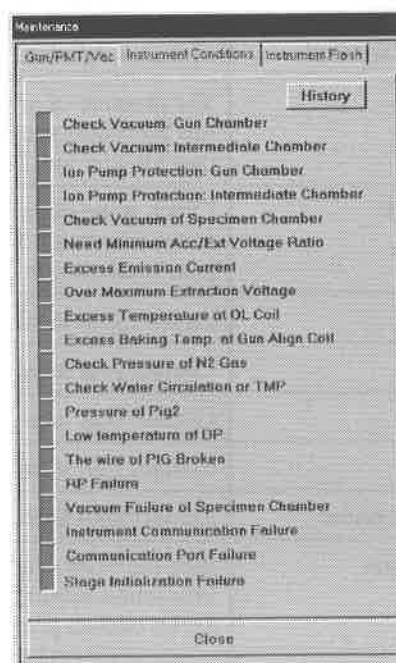 Maintenance
Gun/PMT/Vac Instrument Conditions Instrument Flash
History
Check Vacuum: Gun Chamber
Check Vacuum: Intermediate Chamber
Ion Pump Protection: Gun Chamber
Ion Pump Protection: Intermediate Chamber
Check Vacuum of Specimen Chamber
Need Minimum Acc/Ext Voltage Ratio
Excess Emission Current
Over Maximum Extraction Voltage
Excess Temperature at OL Coil
Excess Baking Temp. at Gun Align Coil
Check Pressure of N2 Gas
Check Water Circulation or TMP
Pressure of Pig2
Low temperature of DP
The wire of PIG Broken
RP Failure
Vacuum Failure of Specimen Chamber
Instrument Communication Failure
Communication Port Failure
Stage Initialization Failure
Close